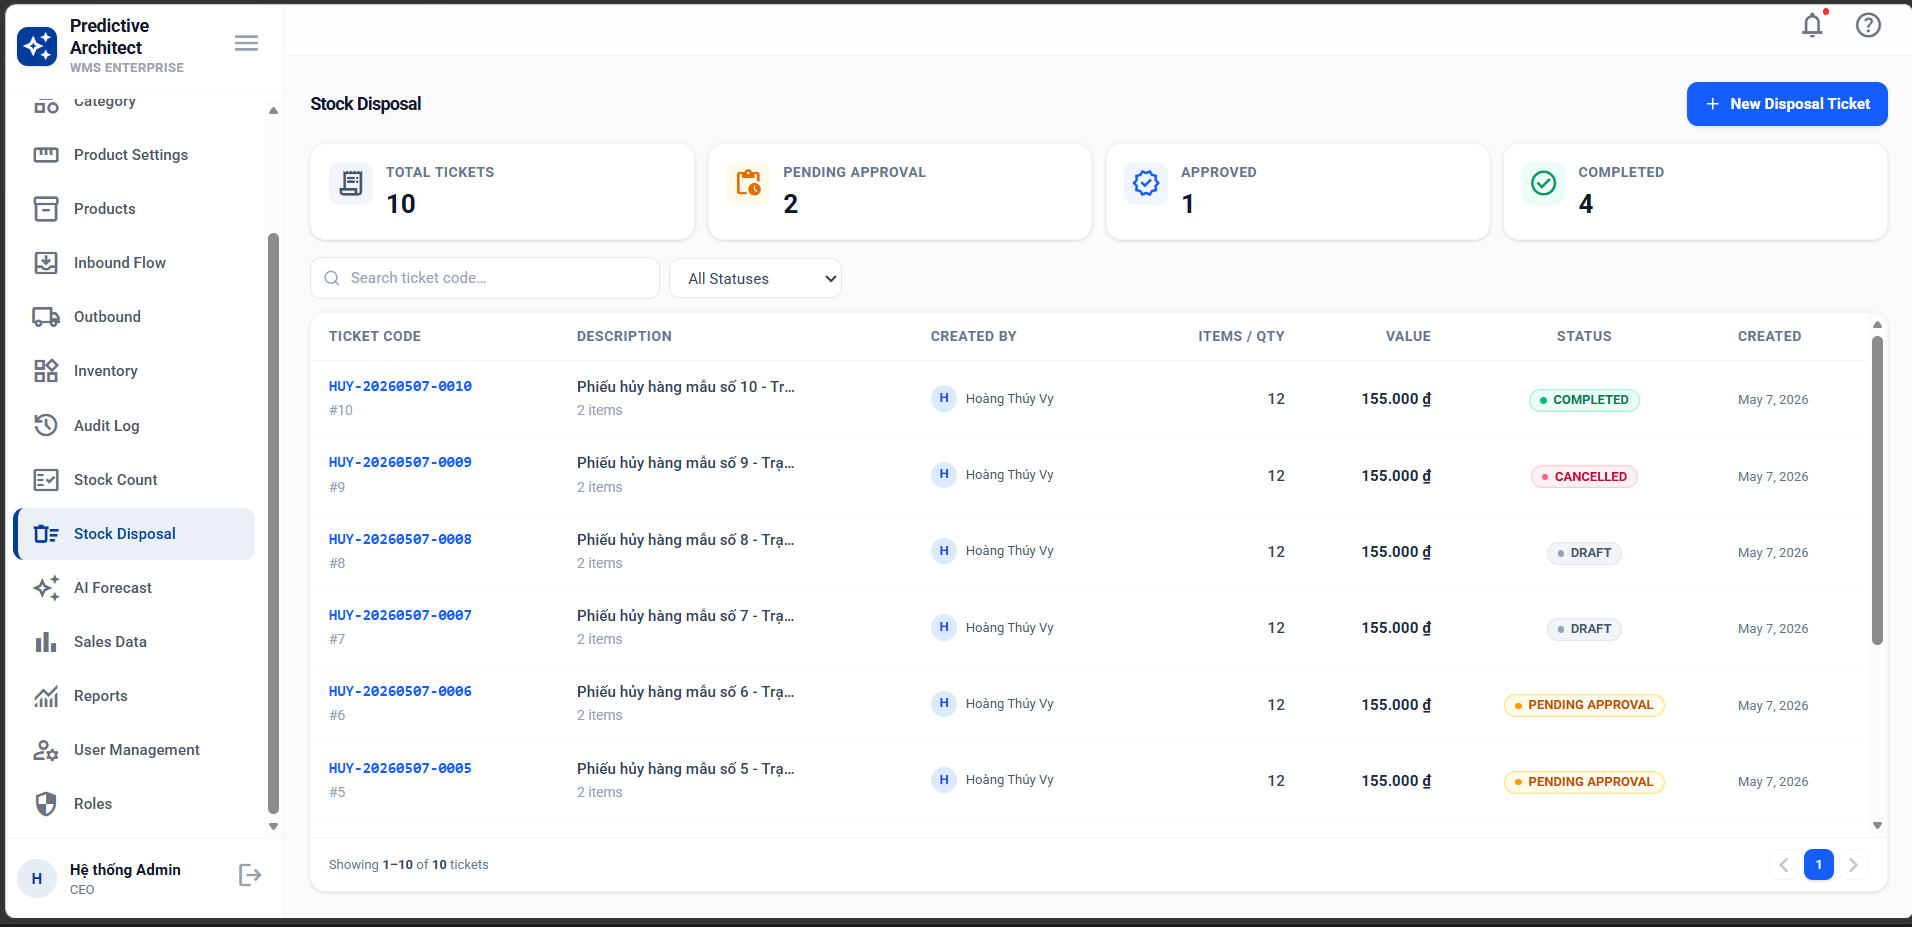 Predictive
Architect
WMS ENTERPRISE
Category
Product Settings
Products
Inbound Flow
Outbound
Inventory
Audit Log
Stock Count
Stock Disposal
AI Forecast
Sales Data
Reports
User Management
Roles
H
Hệ thống Admin
CEO
Stock Disposal
+ New Disposal Ticket
TOTAL TICKETS
10
PENDING APPROVAL
2
APPROVED
1
COMPLETED
4
Search ticket code...
All Statuses
TICKET CODE DESCRIPTION CREATED BY ITEMS / QTY VALUE STATUS CREATED
HUY-20260507-0010 Phiếu hủy hàng mẫu số 10 - Tr... H Hoàng Thúy Vy 12 155.000 ₫ COMPLETED May 7, 2026
#10 2 items
HUY-20260507-0009 Phiếu hủy hàng mẫu số 9 - Trạ... H Hoàng Thúy Vy 12 155.000 ₫ CANCELLED May 7, 2026
#9 2 items
HUY-20260507-0008 Phiếu hủy hàng mẫu số 8 - Trạ... H Hoàng Thúy Vy 12 155.000 ₫ DRAFT May 7, 2026
#8 2 items
HUY-20260507-0007 Phiếu hủy hàng mẫu số 7 - Trạ... H Hoàng Thúy Vy 12 155.000 ₫ DRAFT May 7, 2026
#7 2 items
HUY-20260507-0006 Phiếu hủy hàng mẫu số 6 - Trạ... H Hoàng Thúy Vy 12 155.000 ₫ PENDING APPROVAL May 7, 2026
#6 2 items
HUY-20260507-0005 Phiếu hủy hàng mẫu số 5 - Trạ... H Hoàng Thúy Vy 12 155.000 ₫ PENDING APPROVAL May 7, 2026
#5 2 items
Showing 1–10 of 10 tickets
1